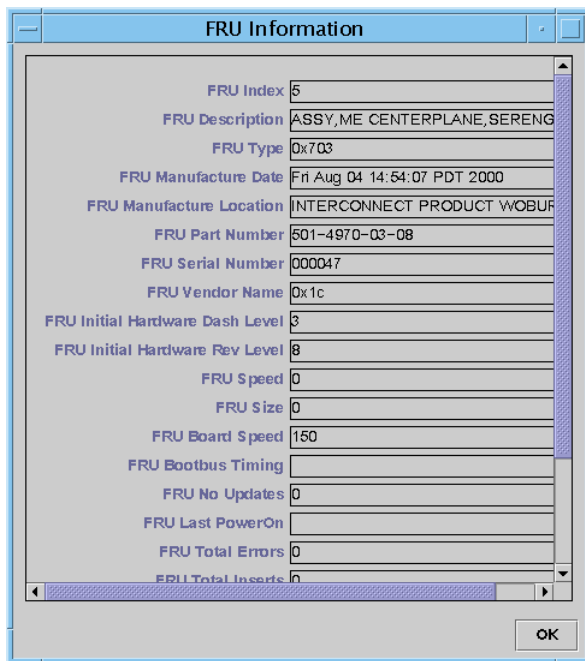 FRU Information
FRU Index 5
FRU Description ASSY,ME CENTERPLANE,SERENG
FRU Type 0x703
FRU Manufacture Date Fri Aug 04 14:54:07 PDT 2000
FRU Manufacture Location INTERCONNECT PRODUCT WOBUR
FRU Part Number 501-4970-03-08
FRU Serial Number 000047
FRU Vendor Name 0x1c
FRU Initial Hardware Dash Level 3
FRU Initial Hardware Rev Level 8
FRU Speed 0
FRU Size 0
FRU Board Speed 150
FRU Bootbus Timing
FRU No Updates 0
FRU Last PowerOn
FRU Total Errors 0
FRU Total Inserts 0
OK